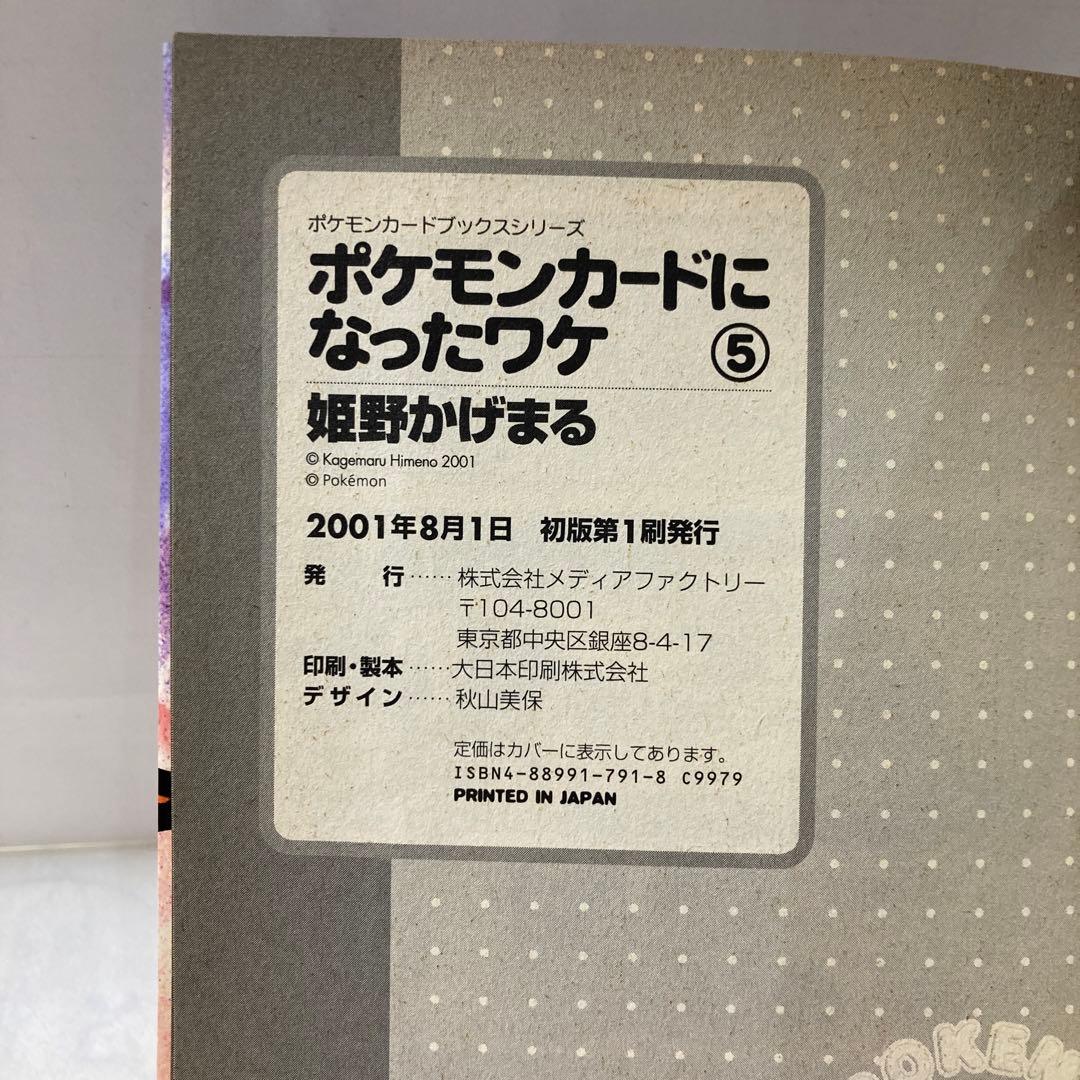 ポケモンカードブックスシリーズ
ポケモンカードに
なったワケ ⑤
姫野かげまる
© Kagemaru Himeno 2001
© Pokémon
2001年8月1日 初版第1刷発行
発 行……株式会社メディアファクトリー
〒104-8001
東京都中央区銀座8-4-17
印刷・製本……大日本印刷株式会社
デザイン……秋山美保
定価はカバーに表示してあります。
ISBN4-88991-791-8 C9979
PRINTED IN JAPAN